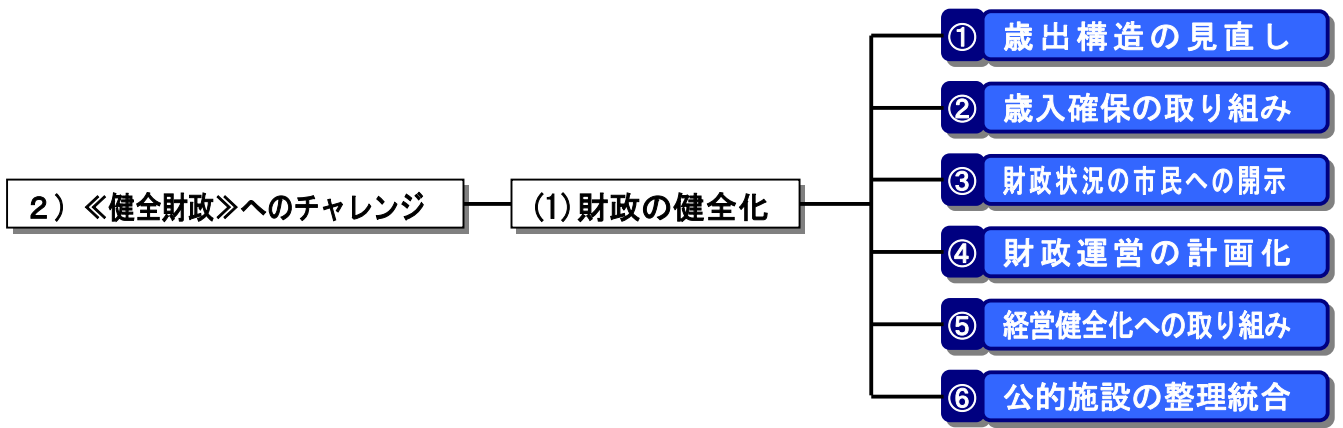 2）≪健全財政≫へのチャレンジ
(1)財政の健全化
① 歳出構造の見直し
② 歳入確保の取り組み
③ 財政状況の市民への開示
④ 財政運営の計画化
⑤ 経営健全化への取り組み
⑥ 公的施設の整理統合